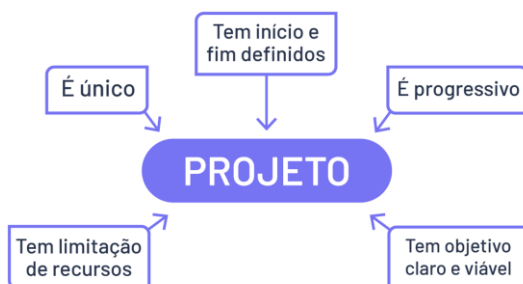 Tem início e
fim definidos
É único
É progressivo
PROJETO
Tem limitação
de recursos
Tem objetivo
claro e viável